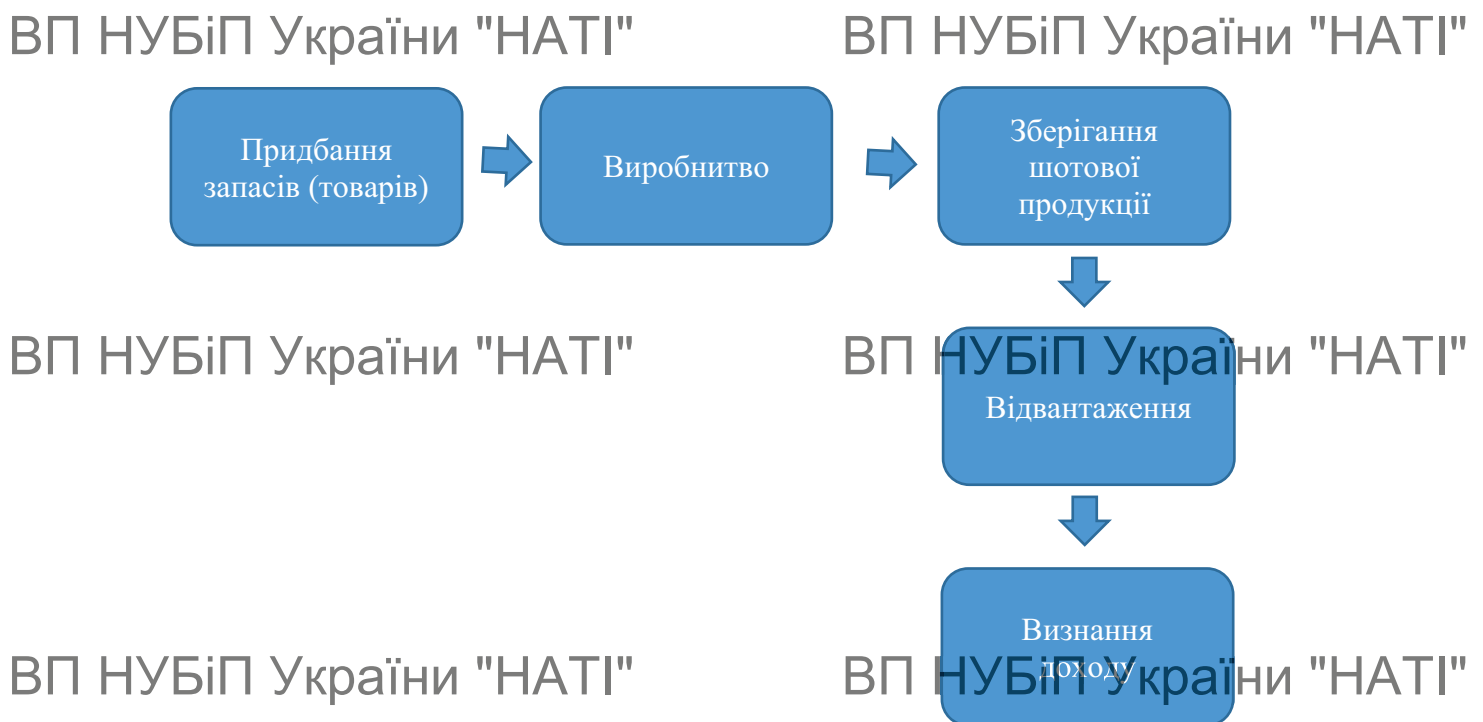 ВП НУБіП України "НАТІ" ВП НУБіП України "НАТІ"
Придбання
запасів (товарів)
Виробнитво
Зберігання
шотової
продукції
ВП НУБіП України "НАТІ" ВП НУБіП України "НАТІ"
Відвантаження
Визнання
доходу
ВП НУБіП України "НАТІ" ВП НУБіП України "НАТІ"